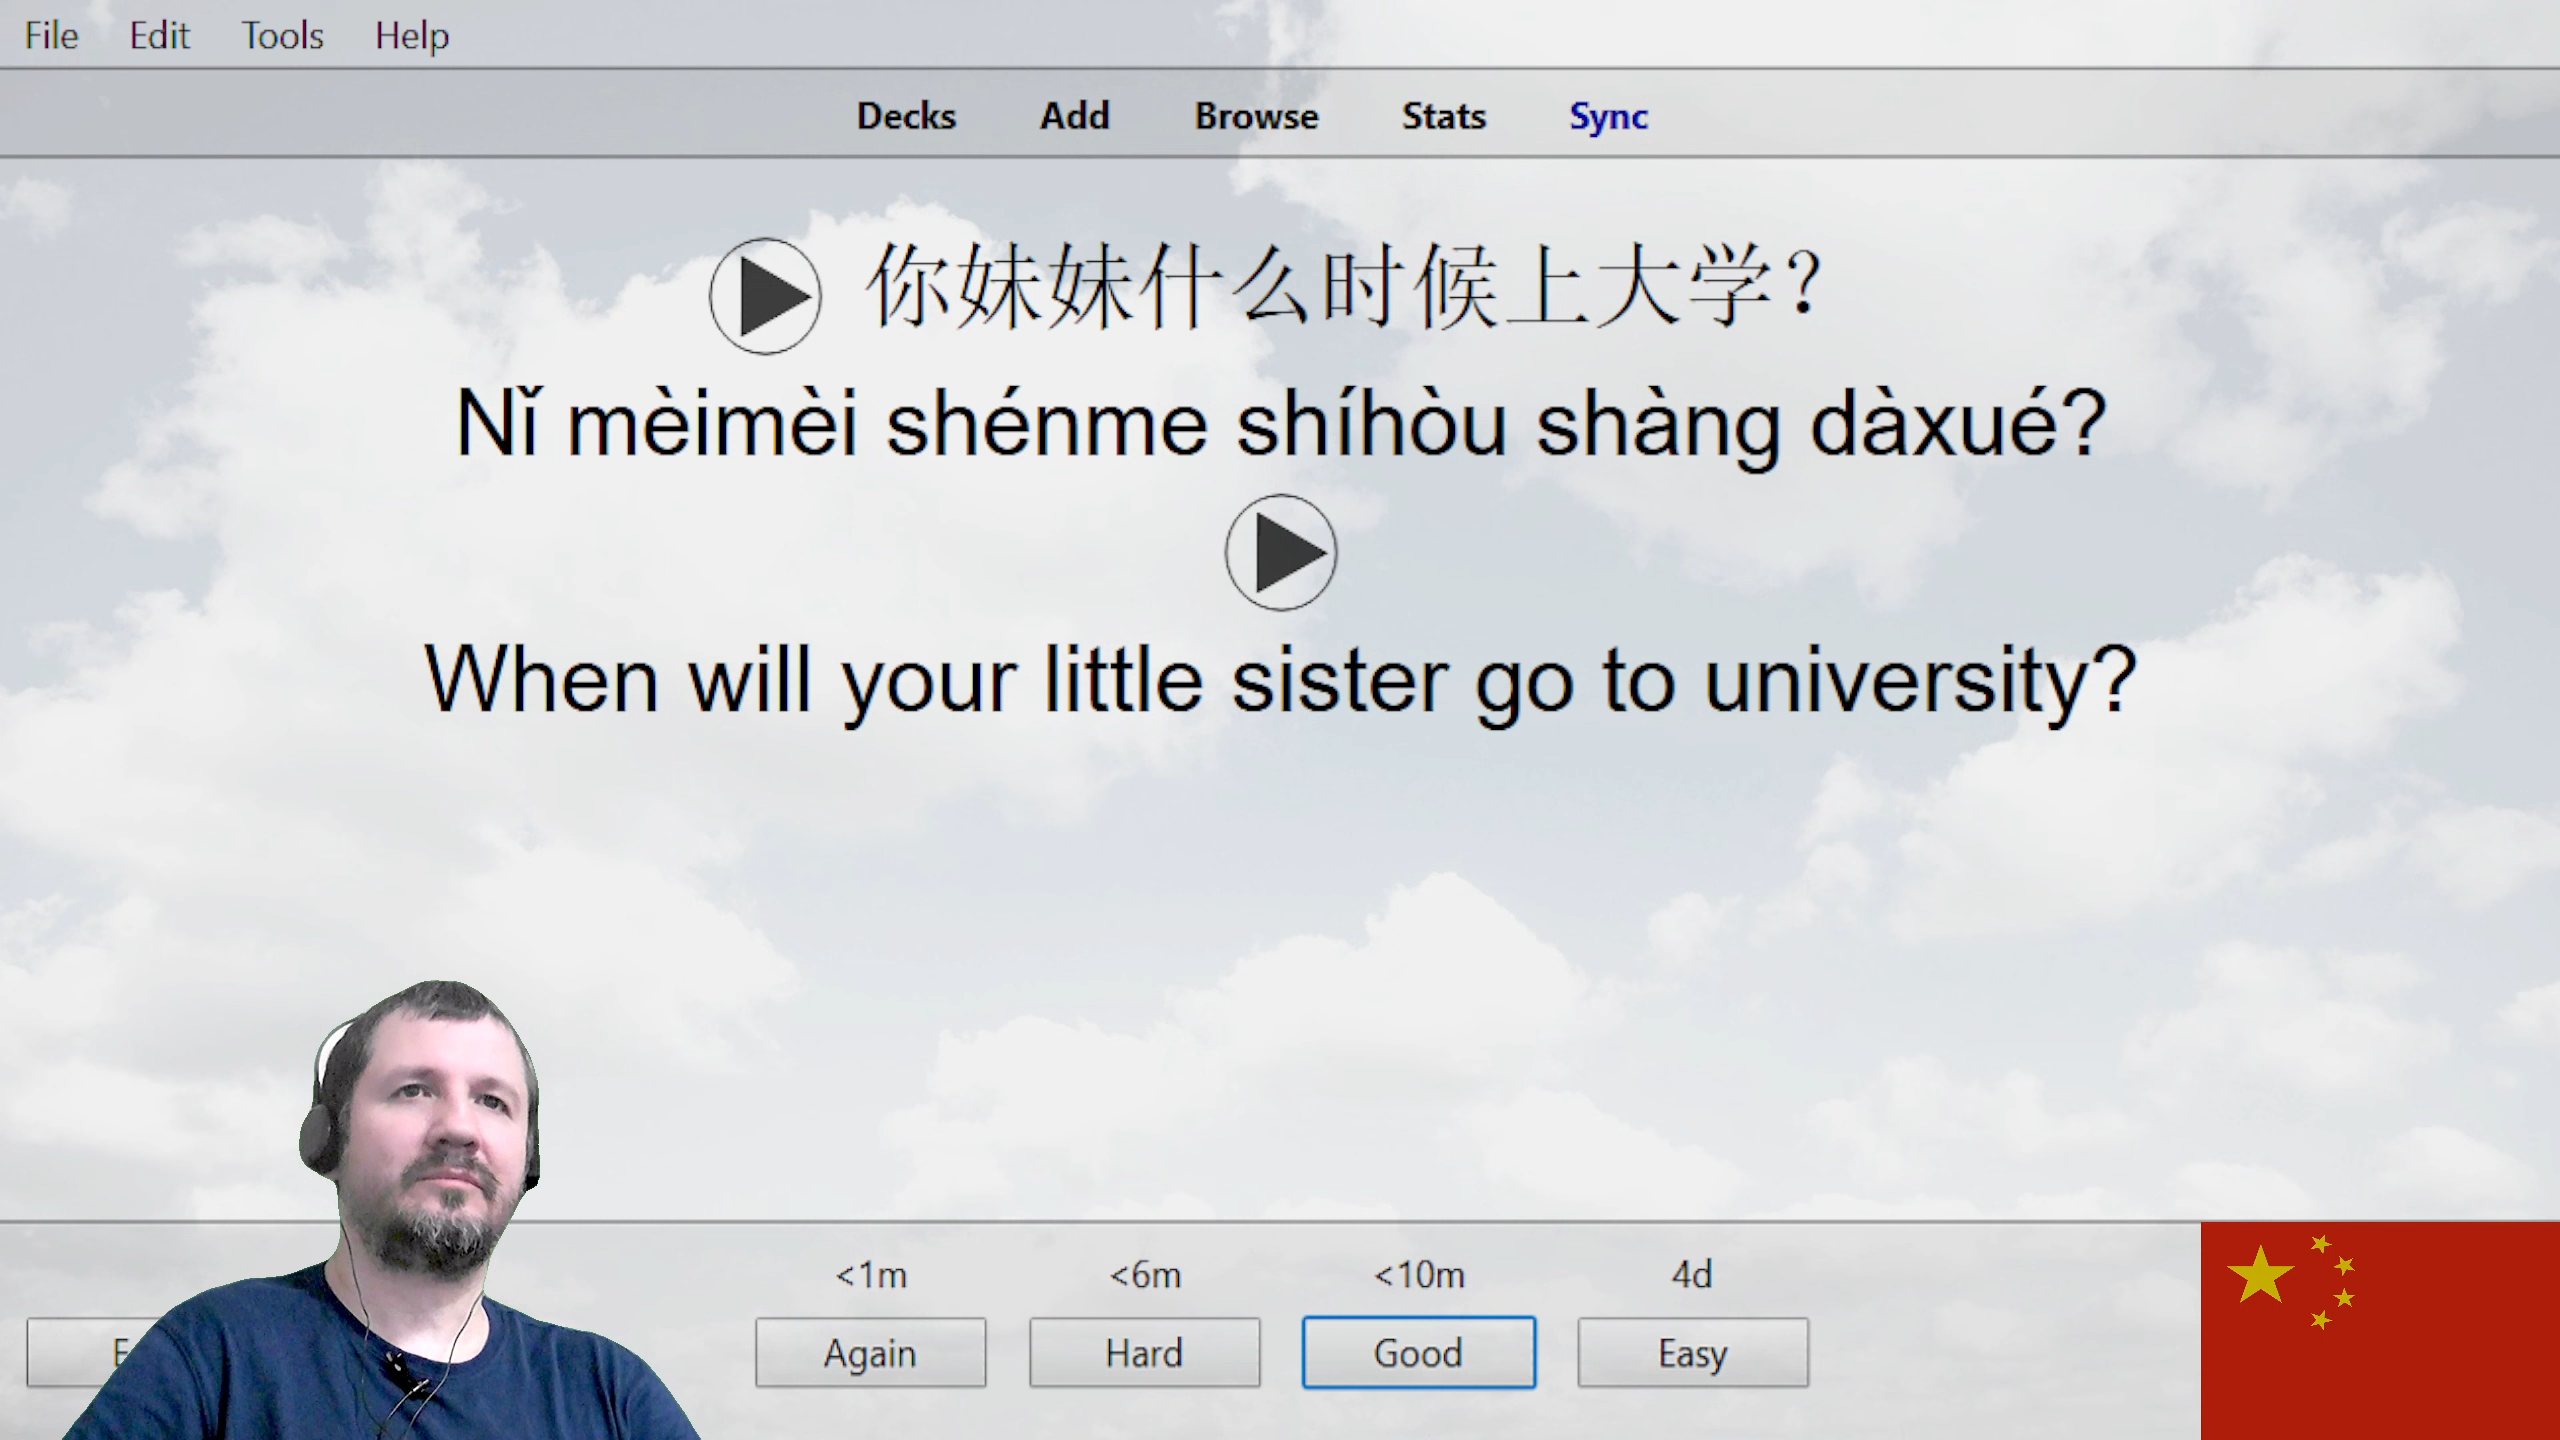 File Edit Tools Help
Decks Add Browse Stats Sync
你妹妹什么时候上大学？
Nǐ mèimèi shénme shíhòu shàng dàxué?
When will your little sister go to university?
<1m <6m <10m 4d
Again Hard Good Easy